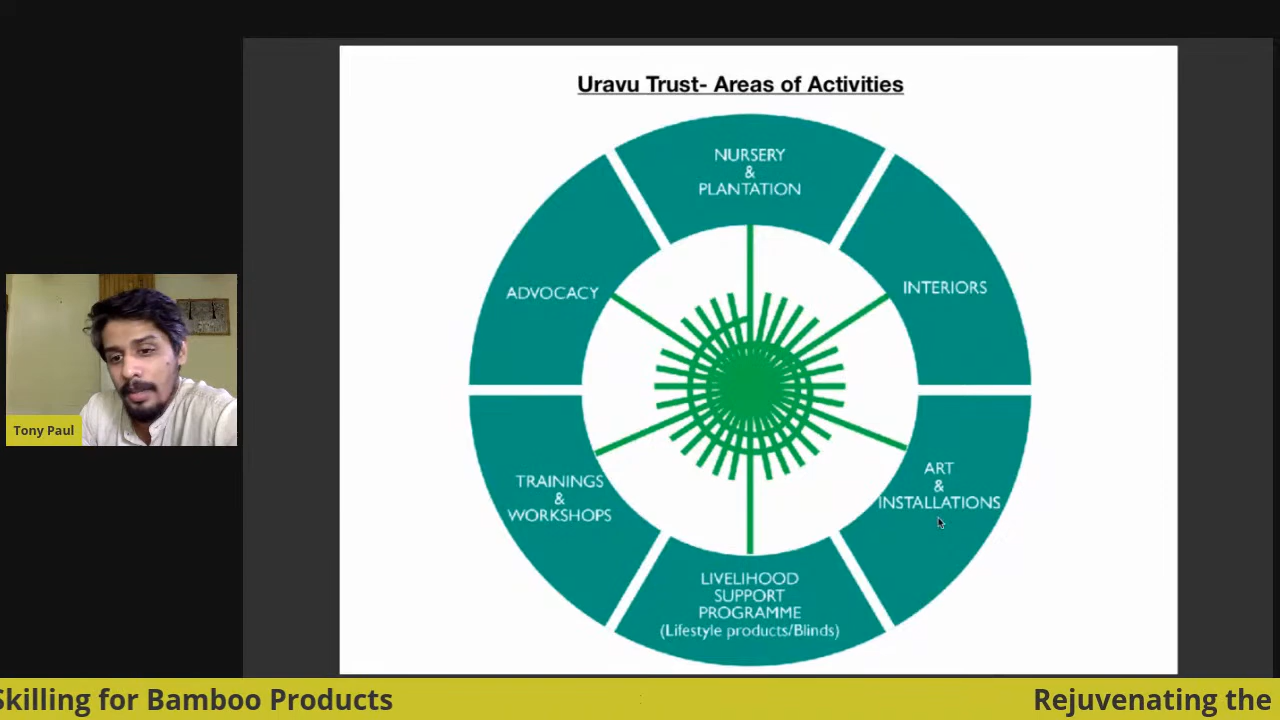 Uravu Trust- Areas of Activities
NURSERY
&
PLANTATION
ADVOCACY
INTERIORS
TRAININGS
&
WORKSHOPS
ART
&
INSTALLATIONS
LIVELIHOOD
SUPPORT
PROGRAMME
(Lifestyle products/Blinds)
Tony Paul
Skilling for Bamboo Products
Rejuvenating the